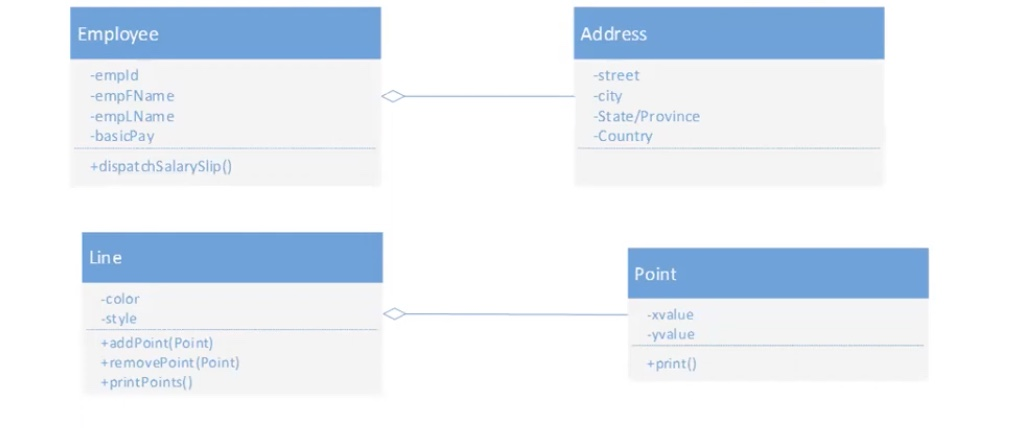 Employee
-empId
-empFName
-empLName
-basicPay
+dispatchSalarySlip()
Address
-street
-city
-State/Province
-Country
Line
-color
-style
+addPoint(Point)
+removePoint(Point)
+printPoints()
Point
-xvalue
-yvalue
+print()